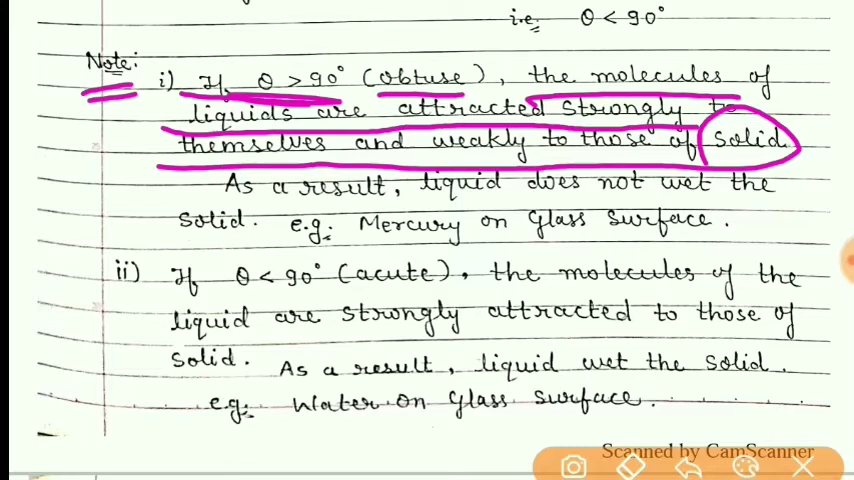 i.e. θ < 90°
Note:
i) If θ > 90° (obtuse), the molecules of
liquids are attracted strongly to
themselves and weakly to those of solid.
As a result, liquid does not wet the
solid. e.g: Mercury on Glass Surface.
ii) If θ < 90° (acute), the molecules of the
liquid are strongly attracted to those of
solid. As a result, liquid wet the solid.
e.g: Water on Glass Surface.
Scanned by CamScanner